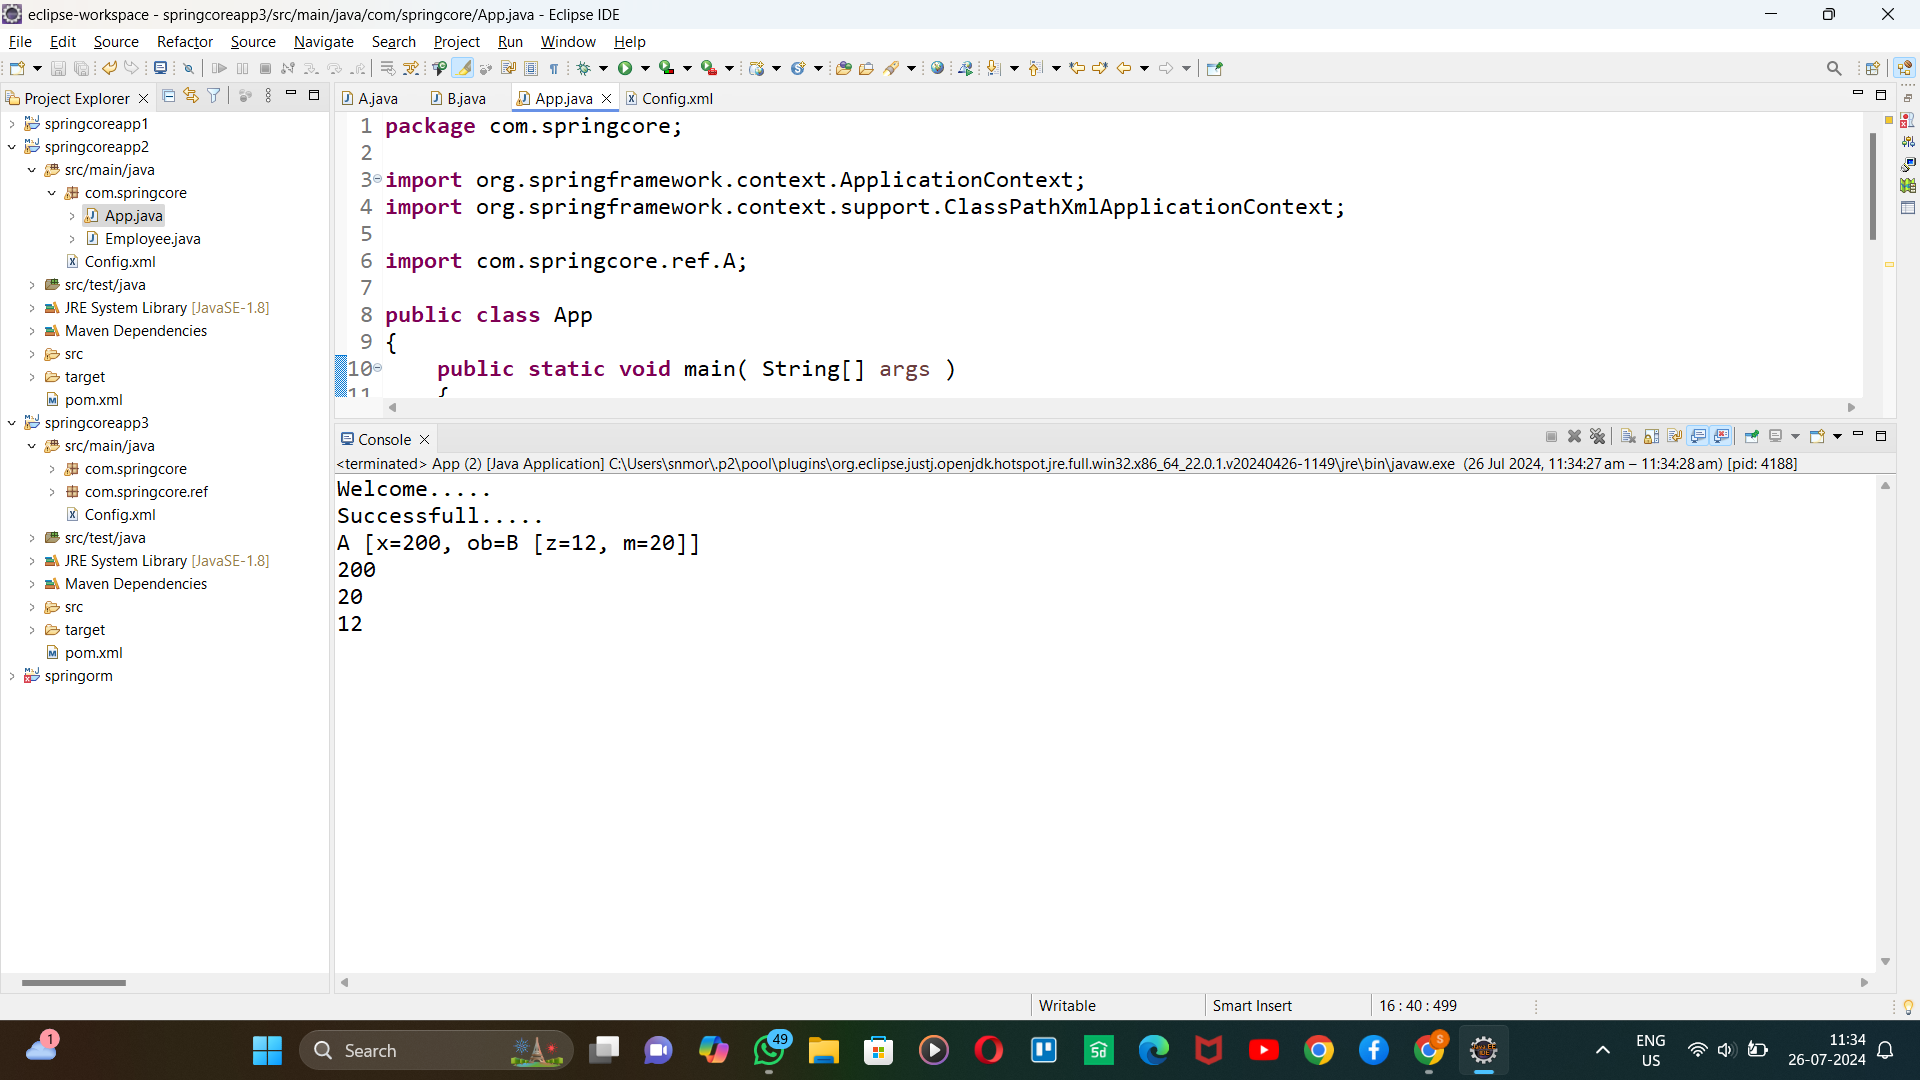 eclipse-workspace - springcoreapp3/src/main/java/com/springcore/App.java - Eclipse IDE
File Edit Source Refactor Source Navigate Search Project Run Window Help
Project Explorer
springcoreapp1
springcoreapp2
src/main/java
com.springcore
App.java
Employee.java
Config.xml
src/test/java
JRE System Library [JavaSE-1.8]
Maven Dependencies
src
target
pom.xml
springcoreapp3
src/main/java
com.springcore
com.springcore.ref
Config.xml
src/test/java
JRE System Library [JavaSE-1.8]
Maven Dependencies
src
target
pom.xml
springorm
A.java B.java App.java Config.xml
1 package com.springcore;
2
3 import org.springframework.context.ApplicationContext;
4 import org.springframework.context.support.ClassPathXmlApplicationContext;
5
6 import com.springcore.ref.A;
7
8 public class App
9 {
10 public static void main( String[] args )
11 {
Console
<terminated> App (2) [Java Application] C:\Users\snmor\.p2\pool\plugins\org.eclipse.justj.openjdk.hotspot.jre.full.win32.x86_64_22.0.1.v20240426-1149\jre\bin\javaw.exe (26 Jul 2024, 11:34:27 am – 11:34:28 am) [pid: 4188]
Welcome.....
Successfull.....
A [x=200, ob=B [z=12, m=20]]
200
20
12
Writable Smart Insert 16 : 40 : 499
1
Search
49
S
ENG
US
11:34
26-07-2024